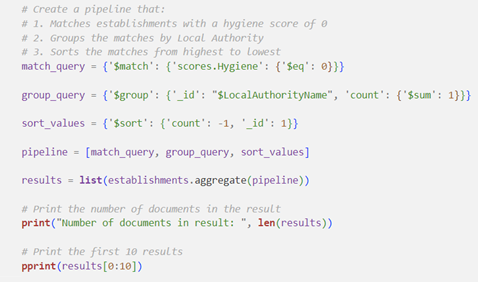 # Create a pipeline that:
# 1. Matches establishments with a hygiene score of 0
# 2. Groups the matches by Local Authority
# 3. Sorts the matches from highest to lowest
match_query = {'$match': {'scores.Hygiene': {'$eq': 0}}}
group_query = {'$group': {'_id': "$LocalAuthorityName", 'count': {'$sum': 1}}}
sort_values = {'$sort': {'count': -1, '_id': 1}}
pipeline = [match_query, group_query, sort_values]
results = list(establishments.aggregate(pipeline))
# Print the number of documents in the result
print("Number of documents in result: ", len(results))
# Print the first 10 results
pprint(results[0:10])